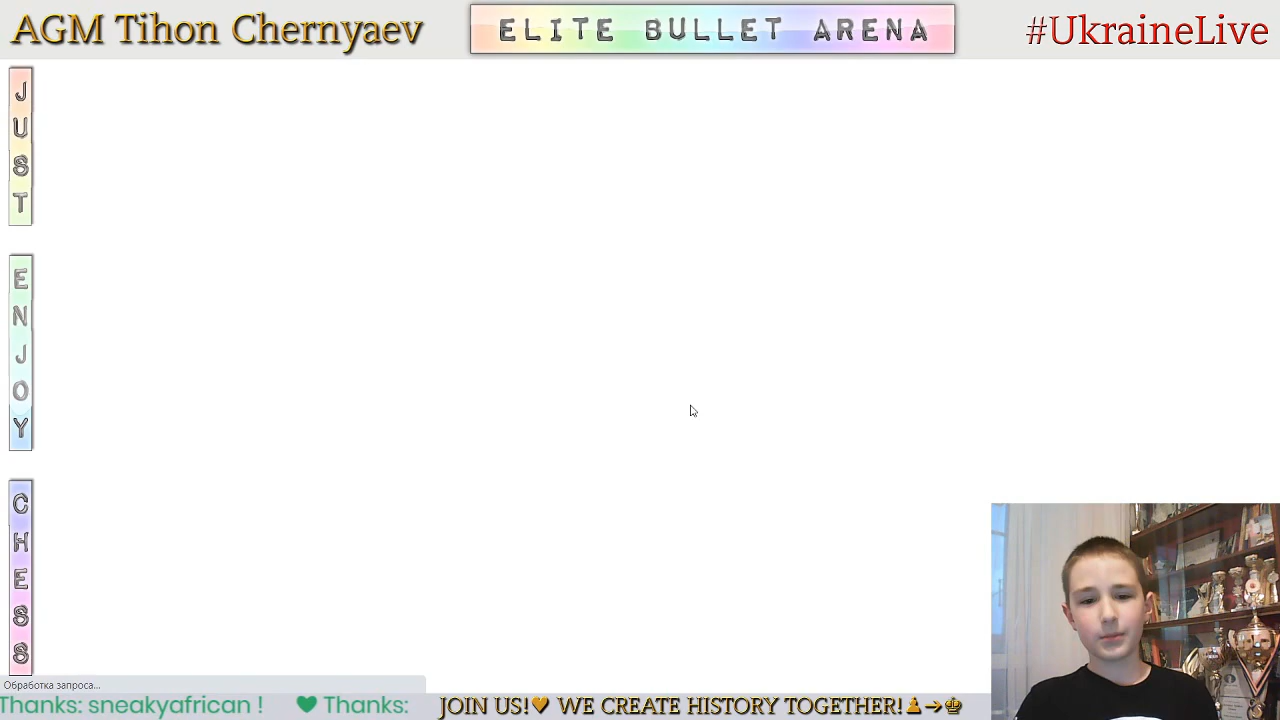 AGM Tihon Chernyaev
ELITE BULLET ARENA
#UkraineLive
JUST
ENJOY
CHESS
Обработка запроса...
Thanks: sneakyafrican ! ♥ Thanks:
JOIN US!♥ WE CREATE HISTORY TOGETHER!♟→♚